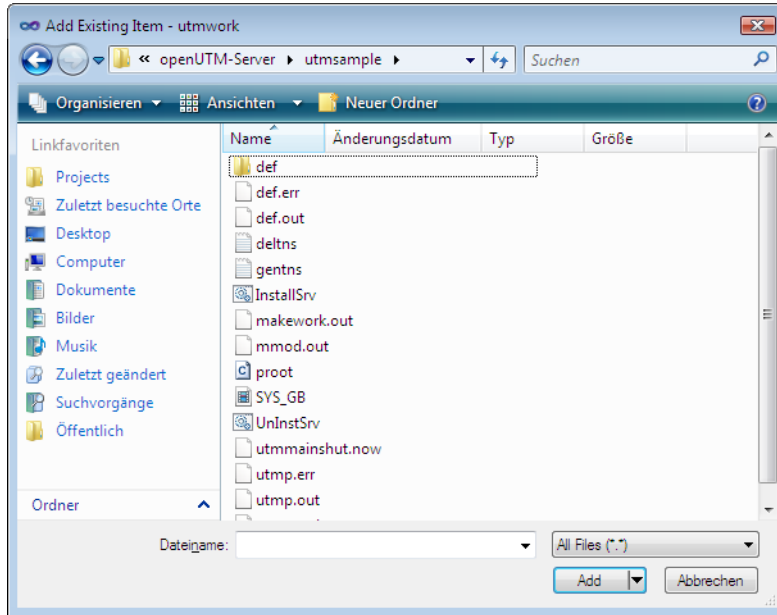 Add Existing Item - utmwork
« openUTM-Server utmsample Suchen
Organisieren Ansichten Neuer Ordner
Linkfavoriten
Projects
Zuletzt besuchte Orte
Desktop
Computer
Dokumente
Bilder
Musik
Zuletzt geändert
Suchvorgänge
Öffentlich
Ordner
Name Änderungsdatum Typ Größe
def
def.err
def.out
deltns
gentns
InstallSrv
makework.out
mmod.out
proot
SYS_GB
UnInstSrv
utmmainshut.now
utmp.err
utmp.out
Dateiname: All Files (*.*)
Add Abbrechen